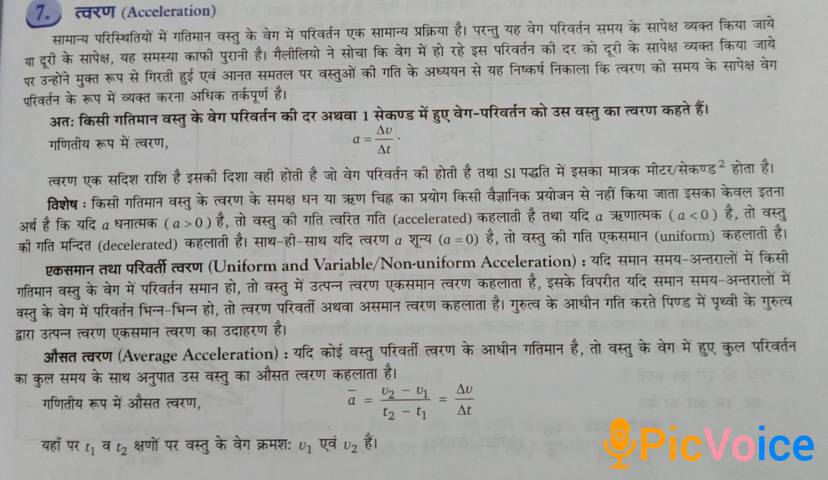 7. त्वरण (Acceleration)
सामान्य परिस्थितियों में गतिमान वस्तु के वेग में परिवर्तन एक सामान्य प्रक्रिया है। परन्तु यह वेग परिवर्तन समय के सापेक्ष व्यक्त किया जाये
या दूरी के सापेक्ष, यह समस्या काफी पुरानी है। गैलीलियो ने सोचा कि वेग में हो रहे इस परिवर्तन की दर को दूरी के सापेक्ष व्यक्त किया जाये
पर उन्होंने मुक्त रूप से गिरती हुई एवं आनत समतल पर वस्तुओं की गति के अध्ययन से यह निष्कर्ष निकाला कि त्वरण को समय के सापेक्ष वेग
परिवर्तन के रूप में व्यक्त करना अधिक तर्कपूर्ण है।
अतः किसी गतिमान वस्तु के वेग परिवर्तन की दर अथवा 1 सेकण्ड में हुए वेग-परिवर्तन को उस वस्तु का त्वरण कहते हैं।
गणितीय रूप में त्वरण, a = Δυ/Δt .
त्वरण एक सदिश राशि है इसकी दिशा वही होती है जो वेग परिवर्तन की होती है तथा SI पद्धति में इसका मात्रक मीटर/सेकण्ड² होता है।
विशेष : किसी गतिमान वस्तु के त्वरण के समक्ष धन या ऋण चिह्न का प्रयोग किसी वैज्ञानिक प्रयोजन से नहीं किया जाता इसका केवल इतना
अर्थ है कि यदि a धनात्मक (a > 0) है, तो वस्तु की गति त्वरित गति (accelerated) कहलाती है तथा यदि a ऋणात्मक (a < 0) है, तो वस्तु
की गति मन्दित (decelerated) कहलाती है। साथ-ही-साथ यदि त्वरण a शून्य (a = 0) है, तो वस्तु की गति एकसमान (uniform) कहलाती है।
एकसमान तथा परिवर्ती त्वरण (Uniform and Variable/Non-uniform Acceleration) : यदि समान समय-अन्तरालों में किसी
गतिमान वस्तु के वेग में परिवर्तन समान हो, तो वस्तु में उत्पन्न त्वरण एकसमान त्वरण कहलाता है, इसके विपरीत यदि समान समय-अन्तरालों में
वस्तु के वेग में परिवर्तन भिन्न-भिन्न हो, तो त्वरण परिवर्ती अथवा असमान त्वरण कहलाता है। गुरुत्व के आधीन गति करते पिण्ड में पृथ्वी के गुरुत्व
द्वारा उत्पन्न त्वरण एकसमान त्वरण का उदाहरण है।
औसत त्वरण (Average Acceleration) : यदि कोई वस्तु परिवर्ती त्वरण के आधीन गतिमान है, तो वस्तु के वेग में हुए कुल परिवर्तन
का कुल समय के साथ अनुपात उस वस्तु का औसत त्वरण कहलाता है।
गणितीय रूप में औसत त्वरण, a̅ = (υ₂ − υ₁)/(t₂ − t₁) = Δυ/Δt
यहाँ पर t₁ व t₂ क्षणों पर वस्तु के वेग क्रमशः υ₁ एवं υ₂ हैं।
PicVoice